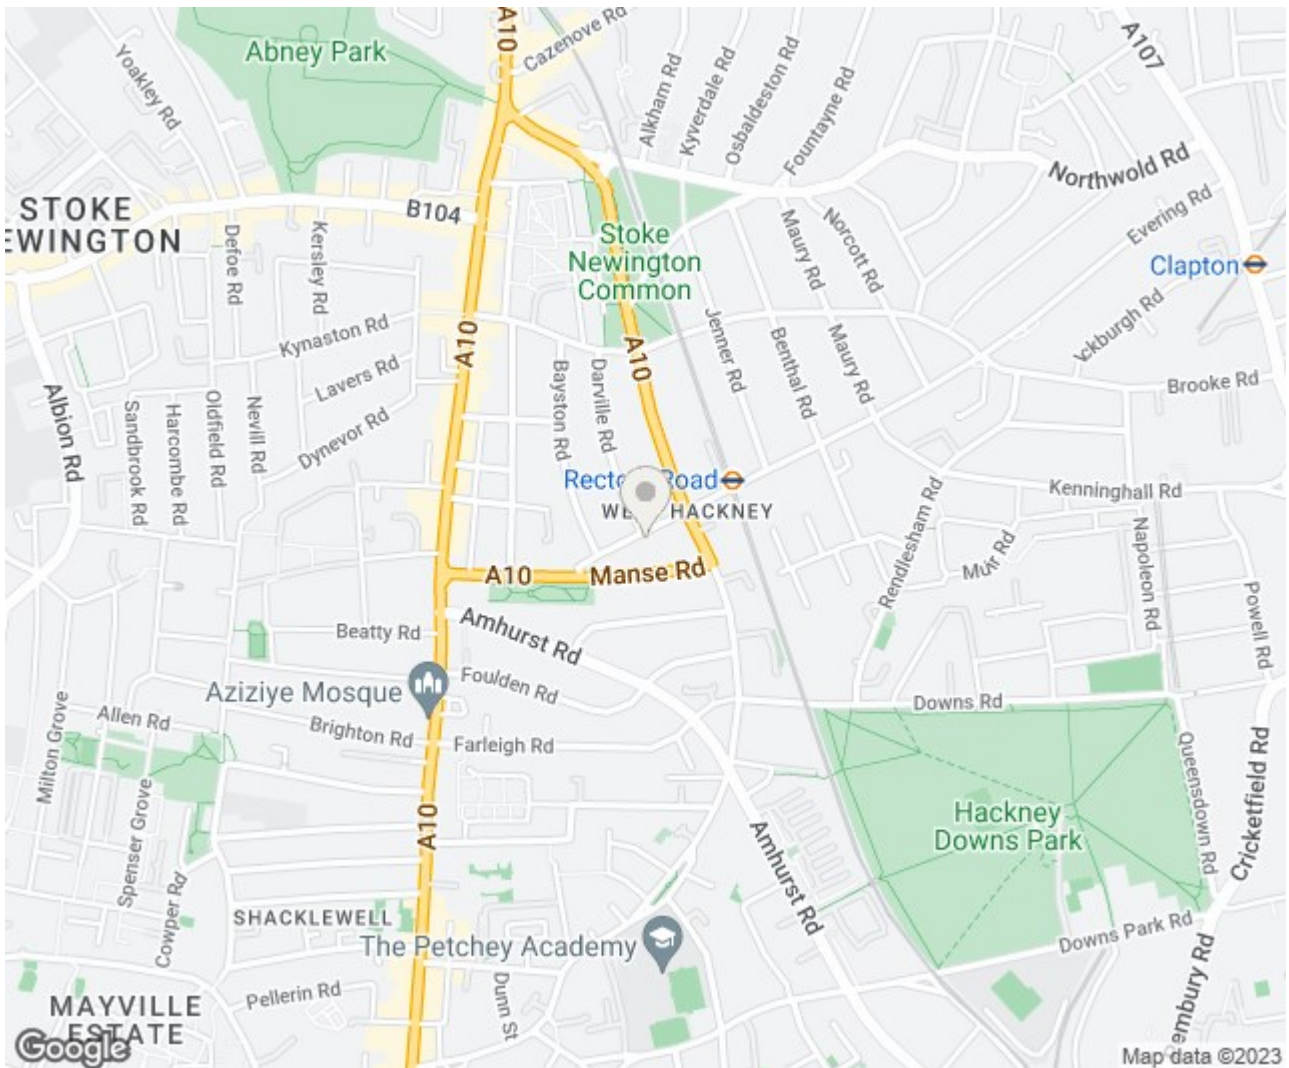 A10
Cazenove Rd
A107
Abney Park
Yoakley Rd
Alkham Rd
Kyverdale Rd
Osbaldeston Rd
Fountayne Rd
Northwold Rd
STOKE
EWINGTON
B104
Defoe Rd
Kersley Rd
Stoke
Newington
Common
Maury Rd
Norcott Rd
Evering Rd
Clapton
Kynaston Rd
A10
A10
Jenner Rd
Benthal Rd
Maury Rd
ckburgh Rd
Brooke Rd
Lavers Rd
Bayston Rd
Darville Rd
Albion Rd
Sandbrook Rd
Harcombe Rd
Oldfield Rd
Nevill Rd
Dynevor Rd
Rect Road
WE HACKNEY
Rendlesham Rd
Kenninghall Rd
Muir Rd
Napoleon Rd
Powell Rd
A10
Manse Rd
Beatty Rd
Amhurst Rd
Aziziye Mosque
Foulden Rd
Downs Rd
Milton Grove
Allen Rd
Brighton Rd
Farleigh Rd
Queensdown Rd
Cricketfield Rd
Spenser Grove
A10
Amhurst Rd
Hackney
Downs Park
Cowper Rd
SHACKLEWELL
The Petchey Academy
Downs Park Rd
Pembury Rd
MAYVILLE
ESTATE
Pellerin Rd
Dunn St
Google
Map data ©2023